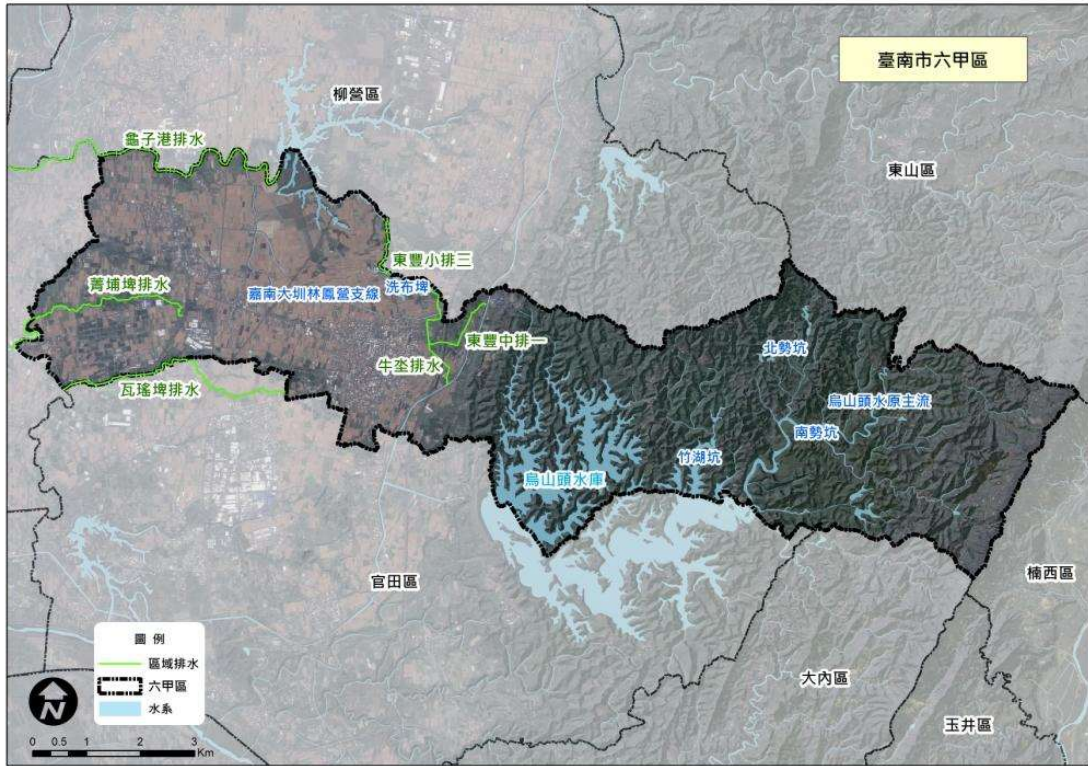 臺南市六甲區
柳營區
龜子港排水
東山區
東豐小排三
菁埔埤排水
嘉南大圳林鳳營支線
洗布埤
東豐中排一
北勢坑
牛坔排水
瓦瑤埤排水
烏山頭水原主流
南勢坑
竹湖坑
烏山頭水庫
官田區
楠西區
大內區
玉井區
圖 例
區域排水
六甲區
水系
N
0 0.5 1 2 3
Km